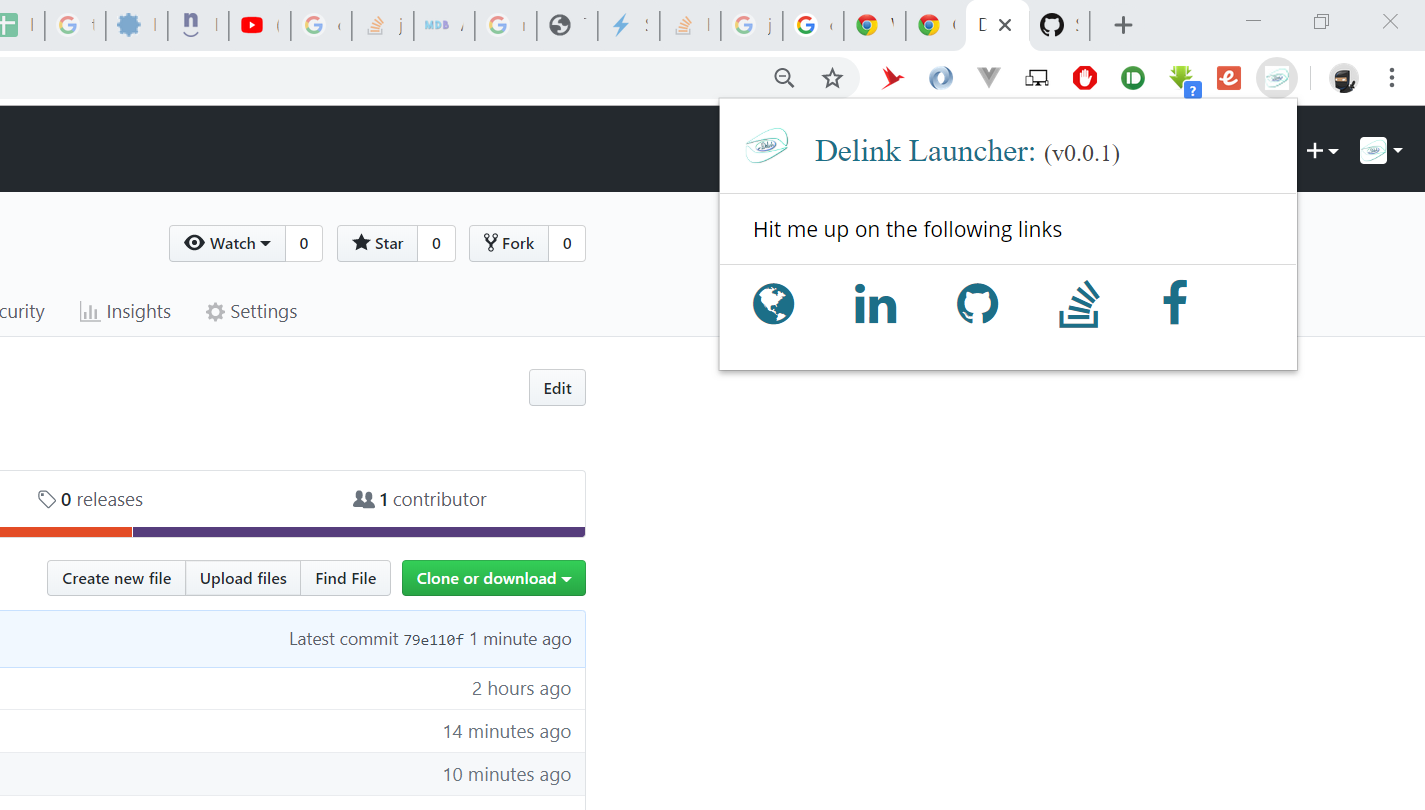 Delink Launcher: (v0.0.1)
Hit me up on the following links
Watch 0 Star 0 Fork 0
curity Insights Settings
Edit
0 releases 1 contributor
Create new file Upload files Find File Clone or download
Latest commit 79e110f 1 minute ago
2 hours ago
14 minutes ago
10 minutes ago